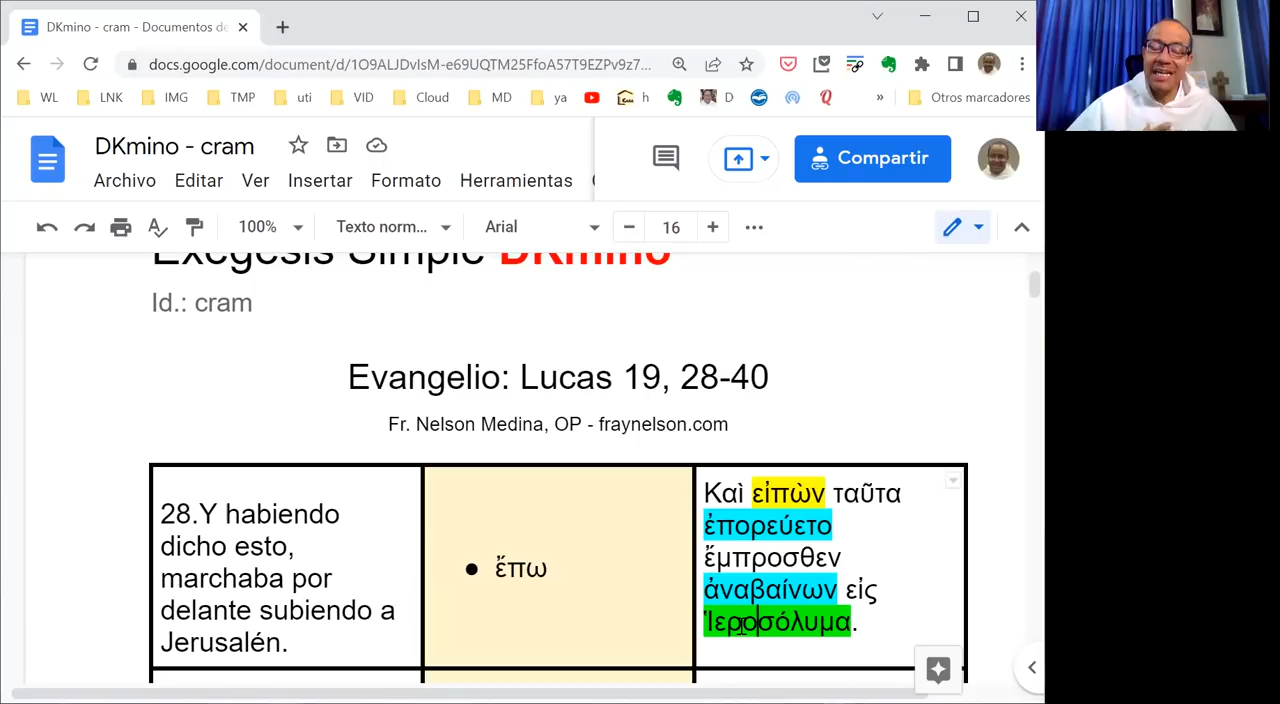 DKmino - cram - Documentos de
docs.google.com/document/d/1O9ALJDvIsM-e69UQTM25FfoA57T9EZPv9z7...
WL LNK IMG TMP uti VID Cloud MD ya h D » Otros marcadores
DKmino - cram
Compartir
Archivo Editar Ver Insertar Formato Herramientas
100% Texto norm... Arial 16
Exégesis Simple DKmino
Id.: cram
Evangelio: Lucas 19, 28-40
Fr. Nelson Medina, OP - fraynelson.com
28.Y habiendo
dicho esto,
marchaba por
delante subiendo a
Jerusalén.
● ἔπω
Καὶ εἰπὼν ταῦτα
ἐπορεύετο
ἔμπροσθεν
ἀναβαίνων εἰς
Ἱεροσόλυμα.